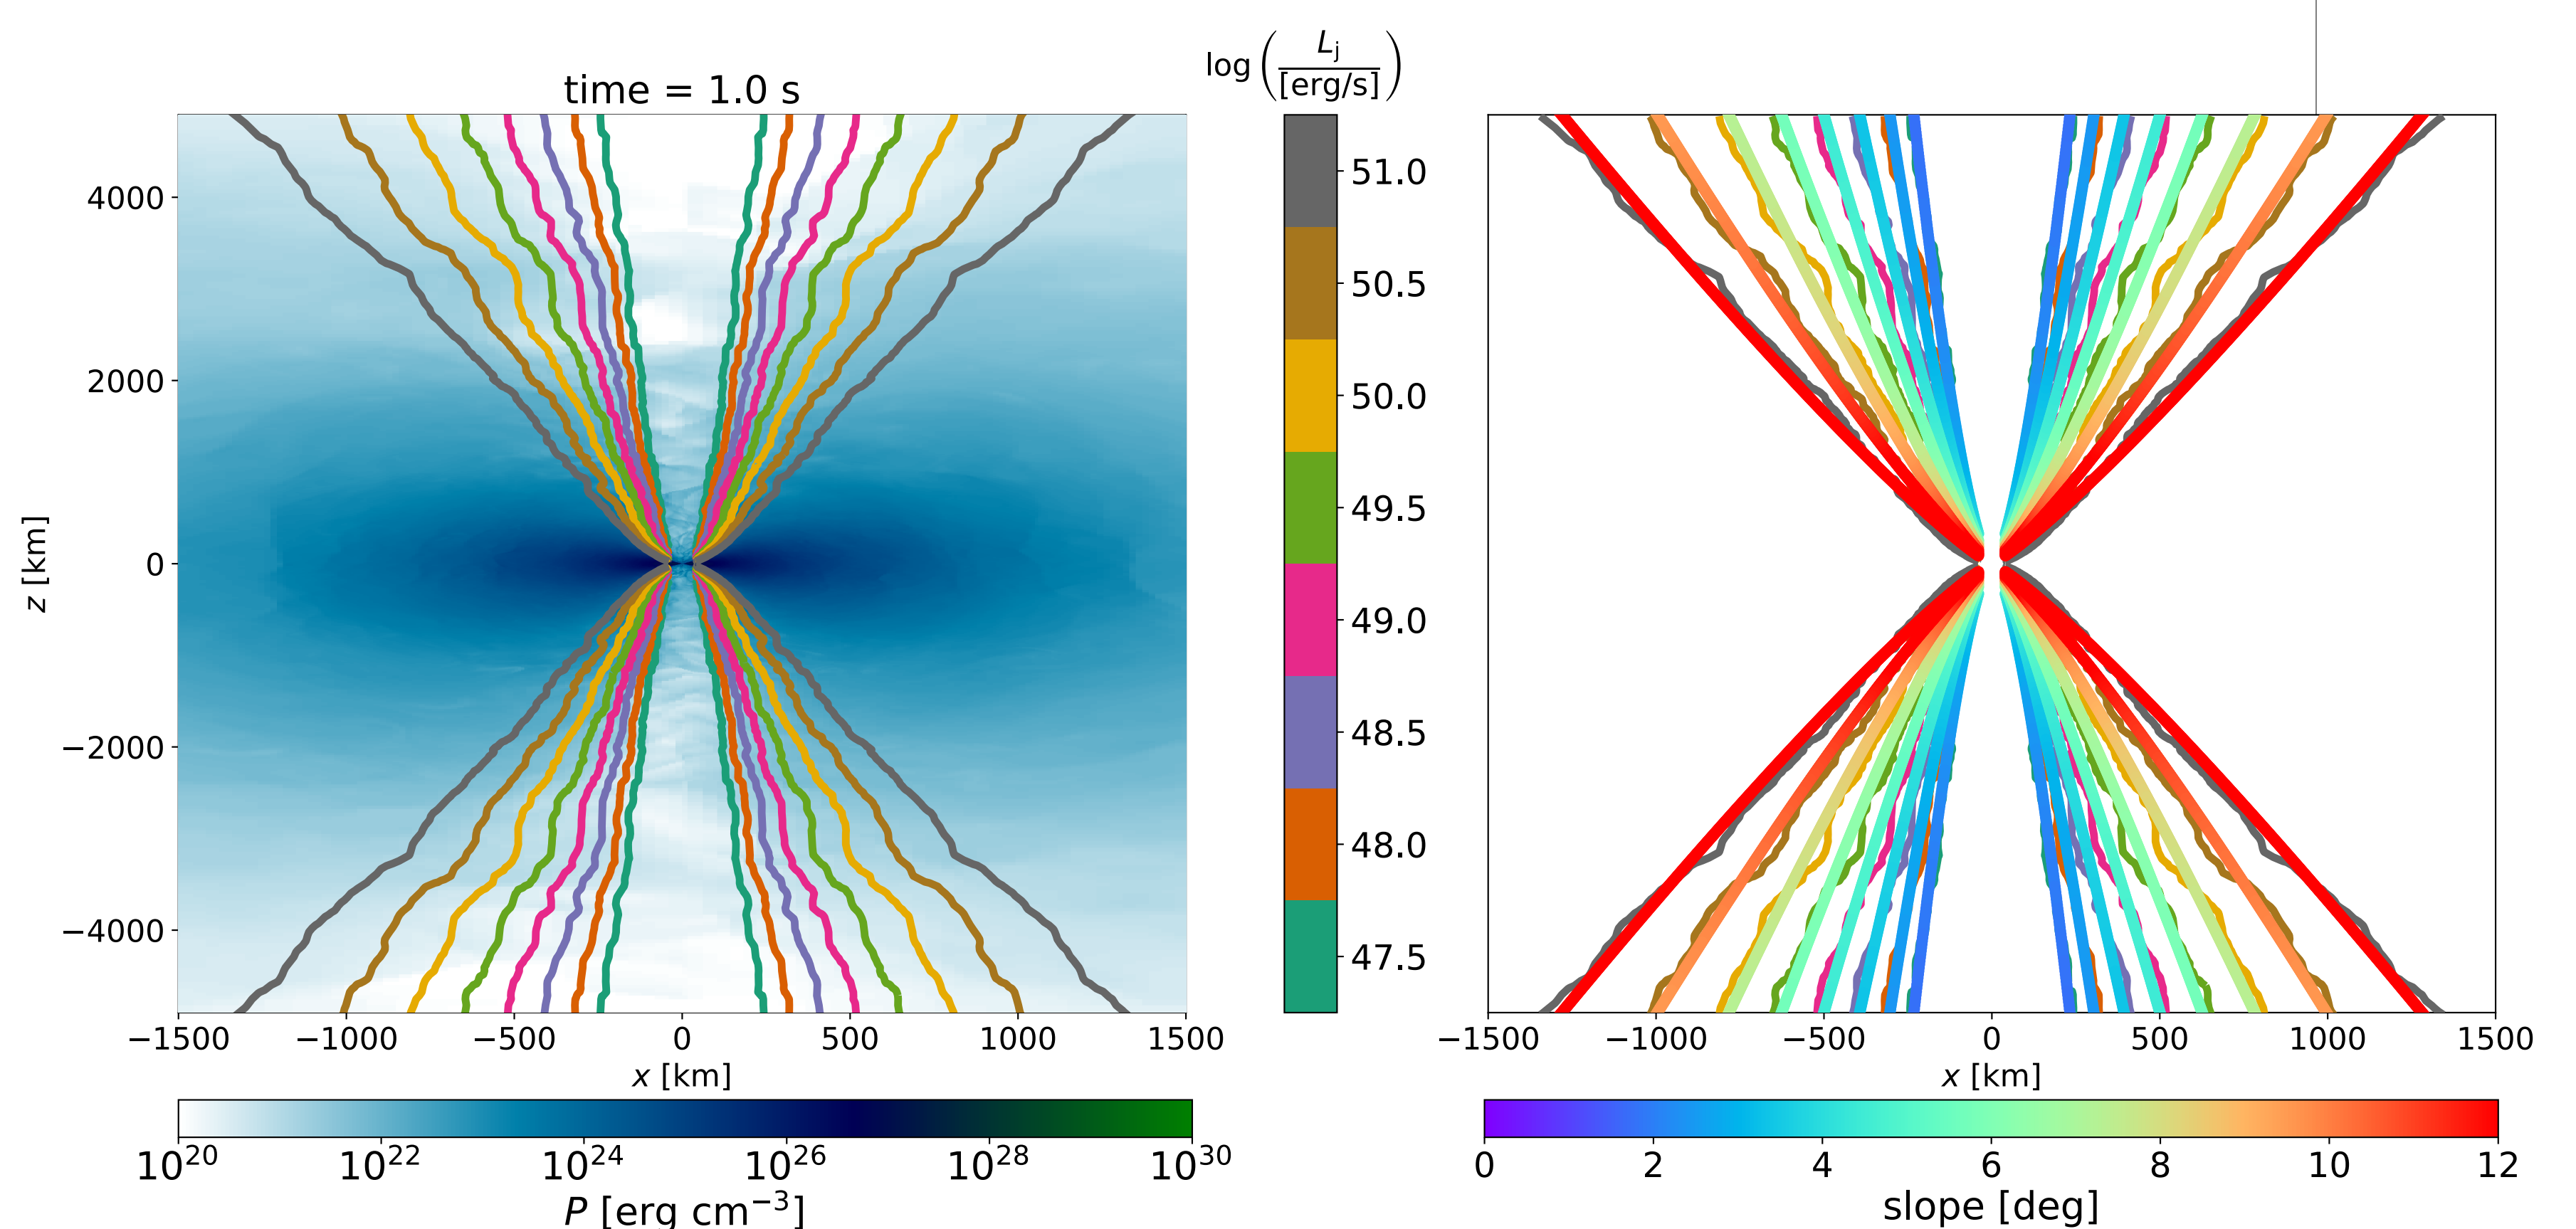 time = 1.0 s
log ( L_j / [erg/s] )
4000
2000
0
−2000
−4000
z [km]
−1500 −1000 −500 0 500 1000 1500
x [km]
10^20 10^22 10^24 10^26 10^28 10^30
P [erg cm^−3]
51.0
50.5
50.0
49.5
49.0
48.5
48.0
47.5
−1500 −1000 −500 0 500 1000 1500
x [km]
0 2 4 6 8 10 12
slope [deg]